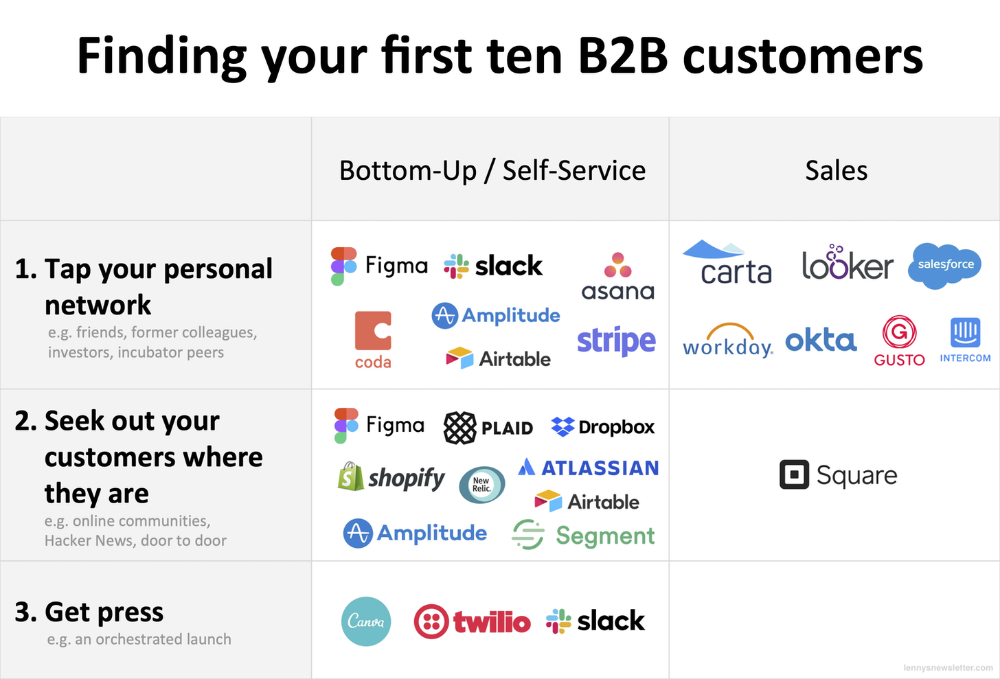 Finding your first ten B2B customers
Bottom-Up / Self-Service
Sales
1. Tap your personal
network
e.g. friends, former colleagues,
investors, incubator peers
Figma
slack
asana
coda
Amplitude
stripe
Airtable
carta
looker
salesforce
workday.
okta
GUSTO
INTERCOM
2. Seek out your
customers where
they are
e.g. online communities,
Hacker News, door to door
Figma
PLAID
Dropbox
shopify
New
Relic.
ATLASSIAN
Airtable
Amplitude
Segment
Square
3. Get press
e.g. an orchestrated launch
Canva
twilio
slack
lennysnewsletter.com